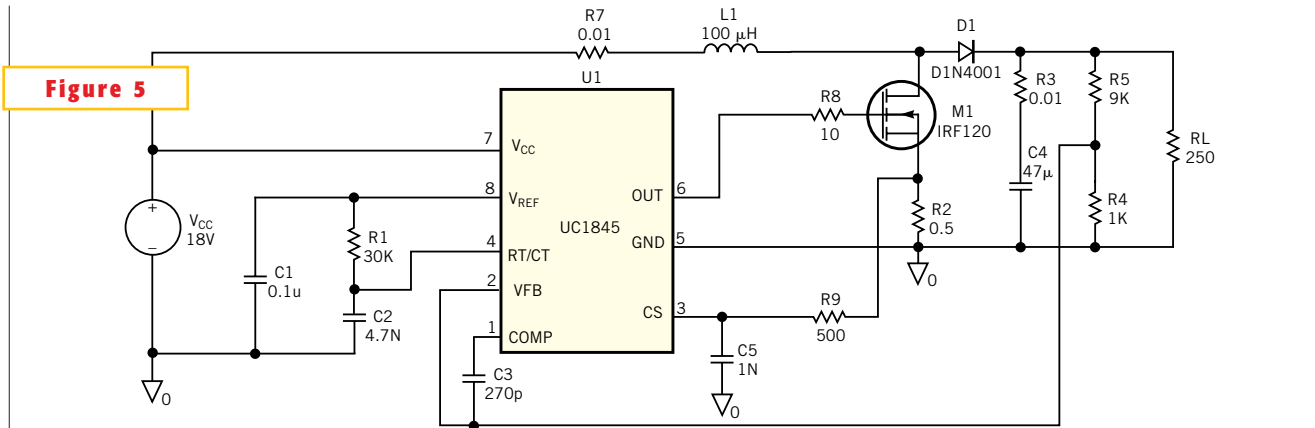 Figure 5
R7
0.01
L1
100 μH
D1
D1N4001
U1
R8
10
M1
IRF120
R3
0.01
R5
9K
RL
250
C4
47μ
R4
1K
R2
0.5
0
7
VCC
8
VREF
4
RT/CT
2
VFB
1
COMP
UC1845
OUT
6
GND
5
CS
3
+
–
VCC
18V
C1
0.1u
R1
30K
C2
4.7N
0
C3
270p
R9
500
C5
1N
0